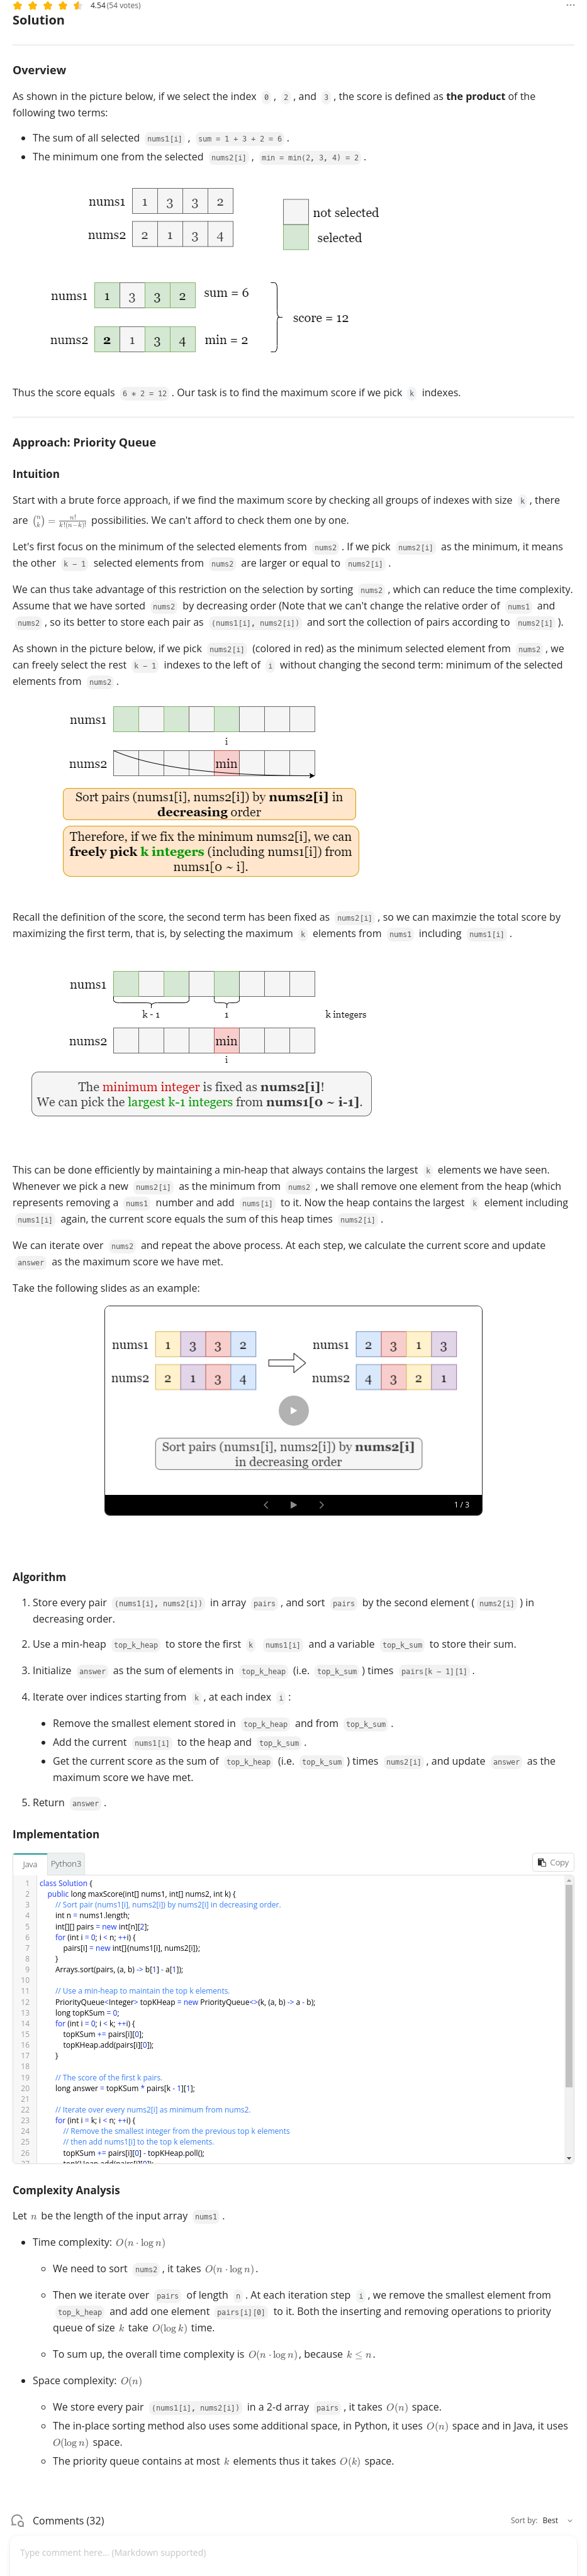 4.54 (54 votes)
Solution
Overview
As shown in the picture below, if we select the index 0 , 2 , and 3 , the score is defined as the product of the
following two terms:
• The sum of all selected nums1[i] , sum = 1 + 3 + 2 = 6 .
• The minimum one from the selected nums2[i] , min = min(2, 3, 4) = 2 .
nums1 1 3 3 2
not selected
nums2 2 1 3 4
selected
nums1 1 3 3 2 sum = 6
score = 12
nums2 2 1 3 4 min = 2
Thus the score equals 6 * 2 = 12 . Our task is to find the maximum score if we pick k indexes.
Approach: Priority Queue
Intuition
Start with a brute force approach, if we find the maximum score by checking all groups of indexes with size k , there
are (n k) = n!/k!(n−k)! possibilities. We can't afford to check them one by one.
Let's first focus on the minimum of the selected elements from nums2 . If we pick nums2[i] as the minimum, it means
the other k − 1 selected elements from nums2 are larger or equal to nums2[i] .
We can thus take advantage of this restriction on the selection by sorting nums2 , which can reduce the time complexity.
Assume that we have sorted nums2 by decreasing order (Note that we can't change the relative order of nums1 and
nums2 , so its better to store each pair as (nums1[i], nums2[i]) and sort the collection of pairs according to nums2[i] ).
As shown in the picture below, if we pick nums2[i] (colored in red) as the minimum selected element from nums2 , we
can freely select the rest k − 1 indexes to the left of i without changing the second term: minimum of the selected
elements from nums2 .
nums1
i
nums2 min
Sort pairs (nums1[i], nums2[i]) by nums2[i] in
decreasing order
Therefore, if we fix the minimum nums2[i], we can
freely pick k integers (including nums1[i]) from
nums1[0 ~ i].
Recall the definition of the score, the second term has been fixed as nums2[i] , so we can maximzie the total score by
maximizing the first term, that is, by selecting the maximum k elements from nums1 including nums1[i] .
nums1
k - 1 1 k integers
nums2 min
i
The minimum integer is fixed as nums2[i]!
We can pick the largest k-1 integers from nums1[0 ~ i-1].
This can be done efficiently by maintaining a min-heap that always contains the largest k elements we have seen.
Whenever we pick a new nums2[i] as the minimum from nums2 , we shall remove one element from the heap (which
represents removing a nums1 number and add nums[i] to it. Now the heap contains the largest k element including
nums1[i] again, the current score equals the sum of this heap times nums2[i] .
We can iterate over nums2 and repeat the above process. At each step, we calculate the current score and update
answer as the maximum score we have met.
Take the following slides as an example:
nums1 1 3 3 2 nums1 2 3 1 3
nums2 2 1 3 4 nums2 4 3 2 1
Sort pairs (nums1[i], nums2[i]) by nums2[i]
in decreasing order
1 / 3
Algorithm
1. Store every pair (nums1[i], nums2[i]) in array pairs , and sort pairs by the second element ( nums2[i] ) in
decreasing order.
2. Use a min-heap top_k_heap to store the first k nums1[i] and a variable top_k_sum to store their sum.
3. Initialize answer as the sum of elements in top_k_heap (i.e. top_k_sum ) times pairs[k − 1][1] .
4. Iterate over indices starting from k , at each index i :
• Remove the smallest element stored in top_k_heap and from top_k_sum .
• Add the current nums1[i] to the heap and top_k_sum .
• Get the current score as the sum of top_k_heap (i.e. top_k_sum ) times nums2[i] , and update answer as the
maximum score we have met.
5. Return answer .
Implementation
Java Python3 Copy
1 class Solution {
2 public long maxScore(int[] nums1, int[] nums2, int k) {
3 // Sort pair (nums1[i], nums2[i]) by nums2[i] in decreasing order.
4 int n = nums1.length;
5 int[][] pairs = new int[n][2];
6 for (int i = 0; i < n; ++i) {
7 pairs[i] = new int[]{nums1[i], nums2[i]};
8 }
9 Arrays.sort(pairs, (a, b) -> b[1] - a[1]);
10
11 // Use a min-heap to maintain the top k elements.
12 PriorityQueue<Integer> topKHeap = new PriorityQueue<>(k, (a, b) -> a - b);
13 long topKSum = 0;
14 for (int i = 0; i < k; ++i) {
15 topKSum += pairs[i][0];
16 topKHeap.add(pairs[i][0]);
17 }
18
19 // The score of the first k pairs.
20 long answer = topKSum * pairs[k - 1][1];
21
22 // Iterate over every nums2[i] as minimum from nums2.
23 for (int i = k; i < n; ++i) {
24 // Remove the smallest integer from the previous top k elements
25 // then add nums1[i] to the top k elements.
26 topKSum += pairs[i][0] - topKHeap.poll();
27 topKHeap.add(pairs[i][0]);
Complexity Analysis
Let n be the length of the input array nums1 .
• Time complexity: O(n · log n)
◦ We need to sort nums2 , it takes O(n · log n).
◦ Then we iterate over pairs of length n . At each iteration step i , we remove the smallest element from
top_k_heap and add one element pairs[i][0] to it. Both the inserting and removing operations to priority
queue of size k take O(log k) time.
◦ To sum up, the overall time complexity is O(n · log n), because k ≤ n.
• Space complexity: O(n)
◦ We store every pair (nums1[i], nums2[i]) in a 2-d array pairs , it takes O(n) space.
◦ The in-place sorting method also uses some additional space, in Python, it uses O(n) space and in Java, it uses
O(log n) space.
◦ The priority queue contains at most k elements thus it takes O(k) space.
Comments (32) Sort by: Best
Type comment here... (Markdown supported)